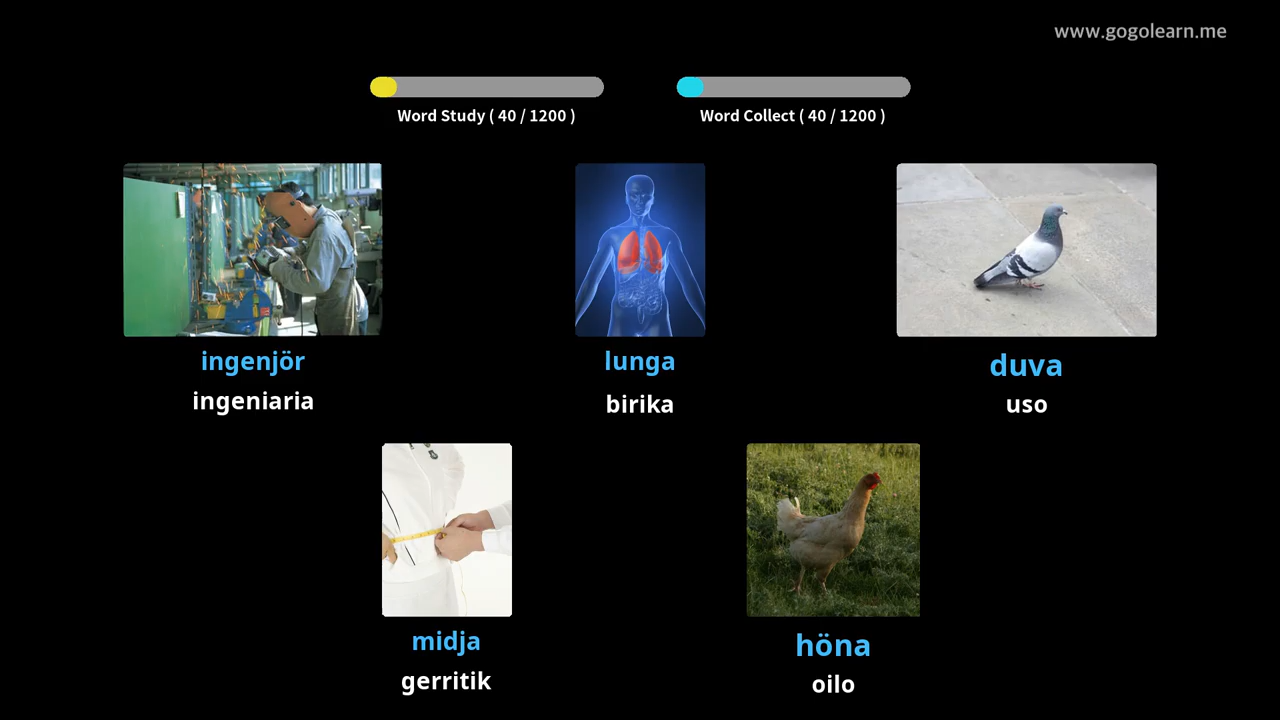 www.gogolearn.me
Word Study ( 40 / 1200 )
Word Collect ( 40 / 1200 )
ingenjör
ingeniaria
lunga
birika
duva
uso
midja
gerritik
höna
oilo